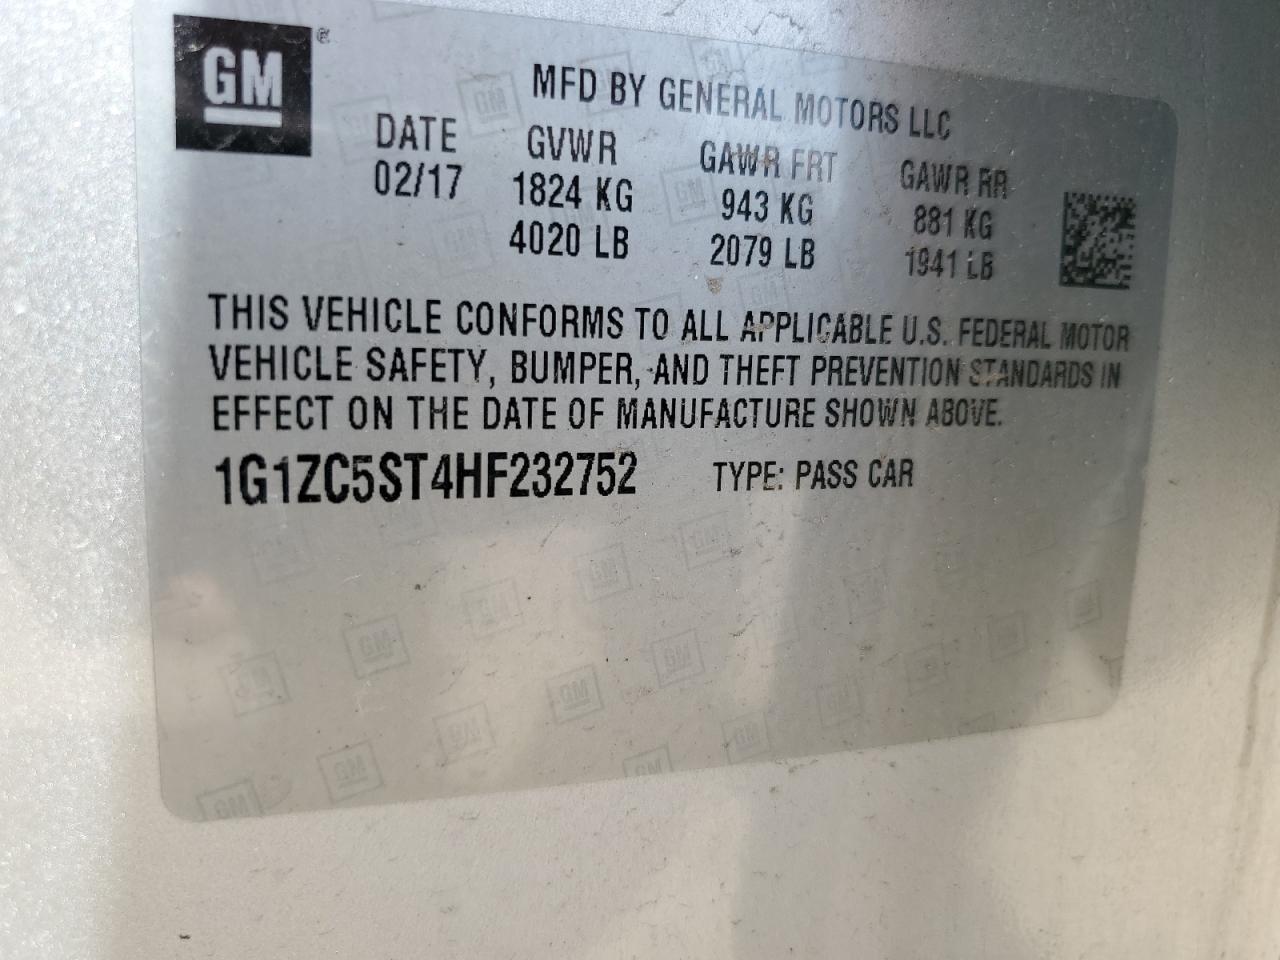 GM®
MFD BY GENERAL MOTORS LLC
DATE GVWR GAWR FRT GAWR RR
02/17 1824 KG 943 KG 881 KG
4020 LB 2079 LB 1941 LB
THIS VEHICLE CONFORMS TO ALL APPLICABLE U.S. FEDERAL MOTOR
VEHICLE SAFETY, BUMPER, AND THEFT PREVENTION STANDARDS IN
EFFECT ON THE DATE OF MANUFACTURE SHOWN ABOVE.
1G1ZC5ST4HF232752 TYPE: PASS CAR